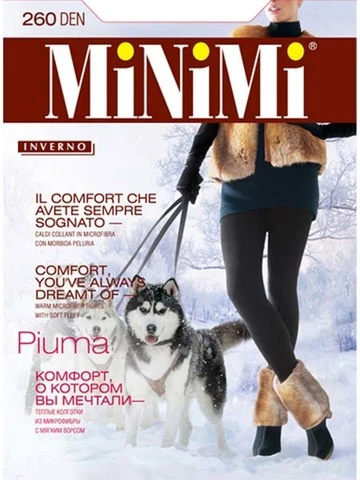 260 DEN
MiNiMi®
INVERNO
IL COMFORT CHE
AVETE SEMPRE
SOGNATO —
CALDI COLLANT IN MICROFIBRA
CON MORBIDA PELURIA
COMFORT,
YOU'VE ALWAYS
DREAMT OF —
WARM MICROFIBER TIGHTS
WITH SOFT FLUFF
Piuma
КОМФОРТ,
О КОТОРОМ
ВЫ МЕЧТАЛИ—
ТЕПЛЫЕ КОЛГОТКИ
ИЗ МИКРОФИБРЫ
С МЯГКИМ ВОРСОМ